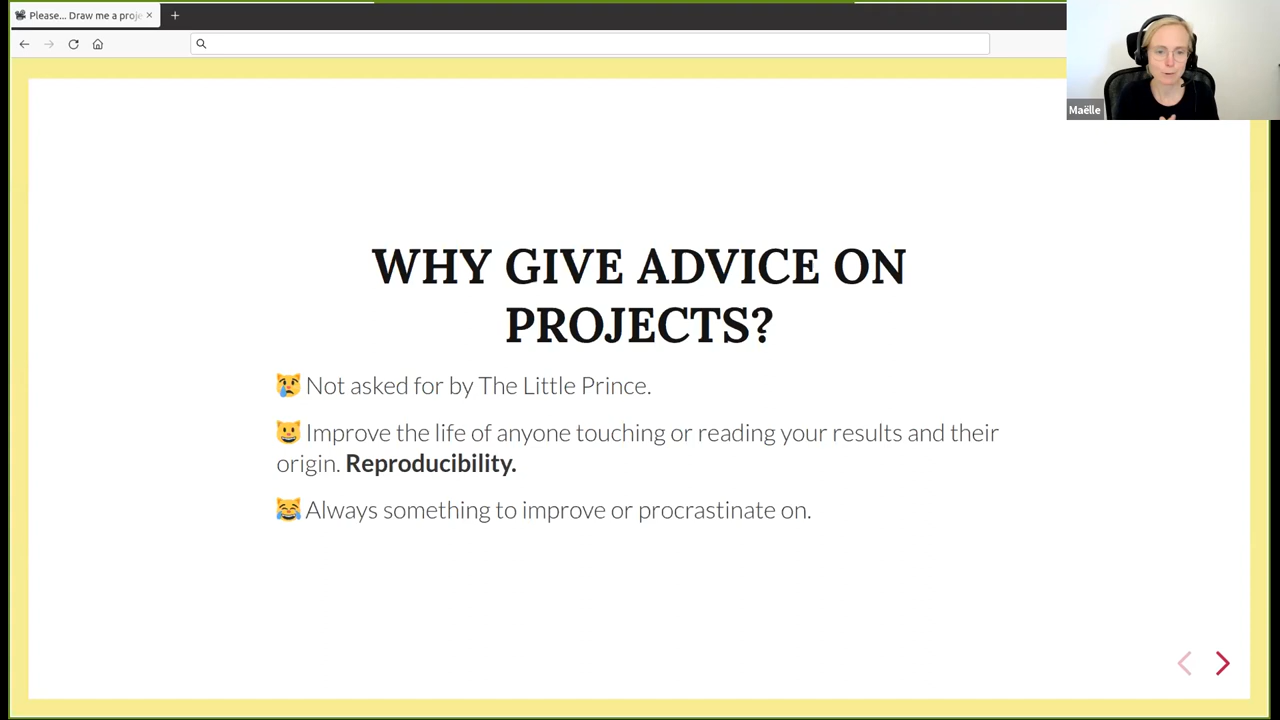 Please... Draw me a proje
Maëlle
WHY GIVE ADVICE ON
PROJECTS?
😿 Not asked for by The Little Prince.
😺 Improve the life of anyone touching or reading your results and their
origin. Reproducibility.
😹 Always something to improve or procrastinate on.